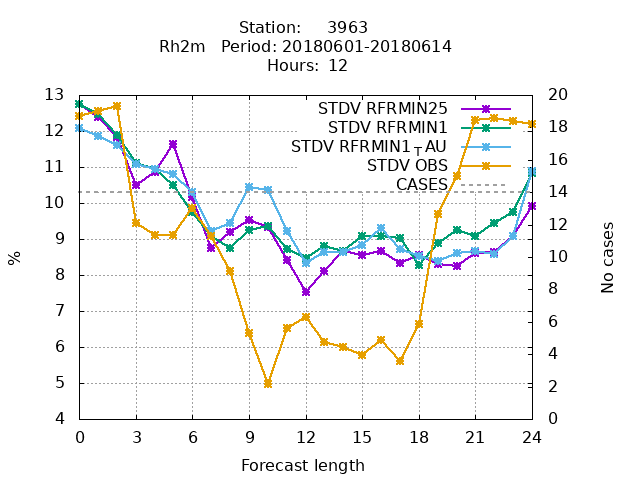 Station:     3963
Rh2m   Period: 20180601-20180614
Hours: 12
13
12
11
10
9
8
7
6
5
4
%
20
18
16
14
12
10
8
6
4
2
0
No cases
STDV RFRMIN25
STDV RFRMIN1
STDV RFRMIN1TAU
STDV OBS
CASES
0 3 6 9 12 15 18 21 24
Forecast length